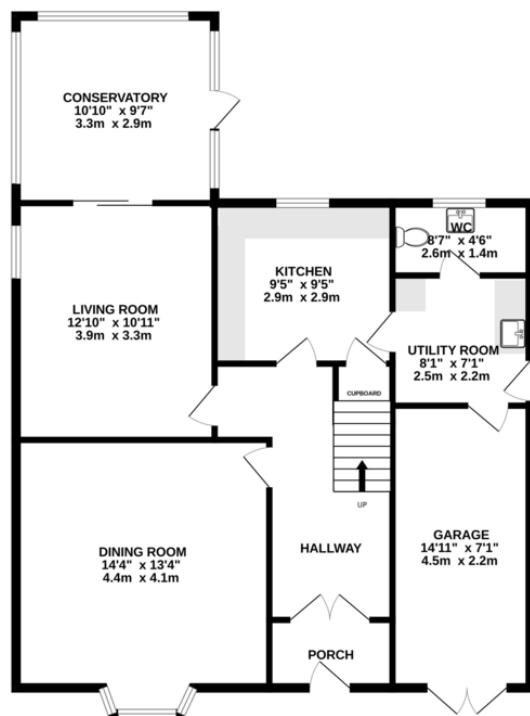 CONSERVATORY
10'10" x 9'7"
3.3m x 2.9m
WC
8'7" x 4'6"
2.6m x 1.4m
KITCHEN
9'5" x 9'5"
2.9m x 2.9m
LIVING ROOM
12'10" x 10'11"
3.9m x 3.3m
UTILITY ROOM
8'1" x 7'1"
2.5m x 2.2m
CUPBOARD
UP
DINING ROOM
14'4" x 13'4"
4.4m x 4.1m
HALLWAY
GARAGE
14'11" x 7'1"
4.5m x 2.2m
PORCH